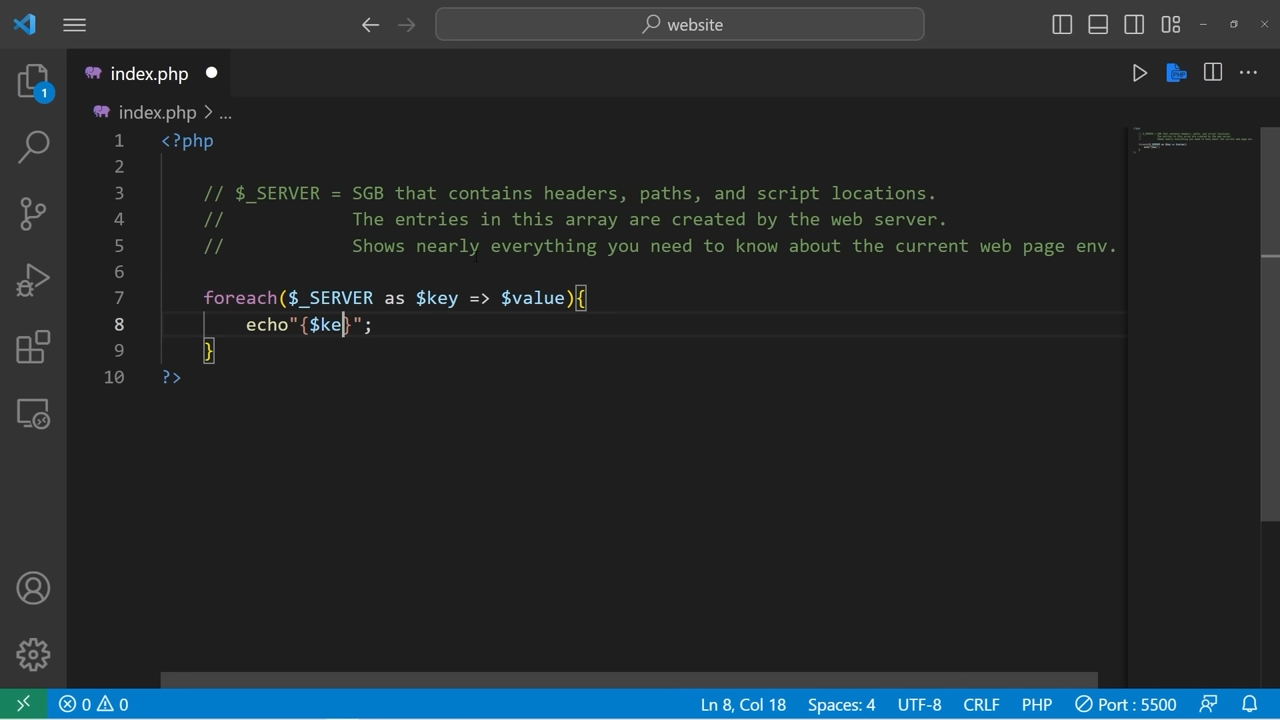 website
index.php
1
index.php > ...
1 <?php
2
3 // $_SERVER = SGB that contains headers, paths, and script locations.
4 //            The entries in this array are created by the web server.
5 //            Shows nearly everything you need to know about the current web page env.
6
7 foreach($_SERVER as $key => $value){
8     echo"{$ke}";
9 }
10 ?>
0 0 Ln 8, Col 18 Spaces: 4 UTF-8 CRLF PHP Port : 5500